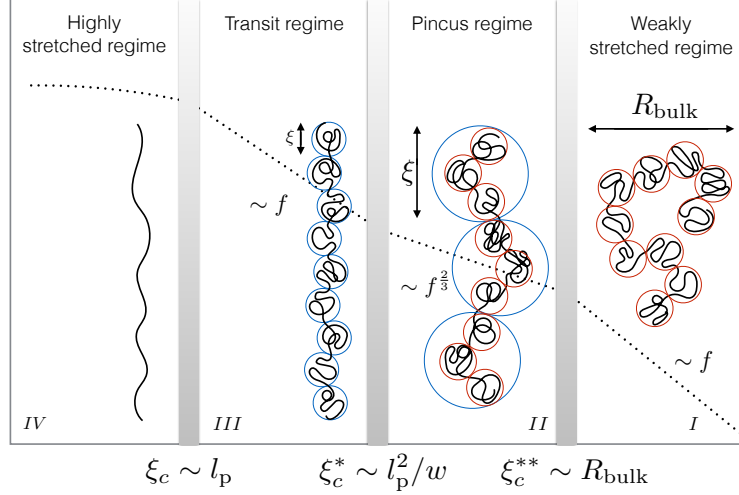 Highly
stretched regime
Transit regime
Pincus regime
Weakly
stretched regime
R_bulk
ξ
ξ
∼ f
∼ f^{2/3}
∼ f
IV
III
II
I
ξ_c ∼ l_p
ξ_c^* ∼ l_p^2/w
ξ_c^{**} ∼ R_bulk